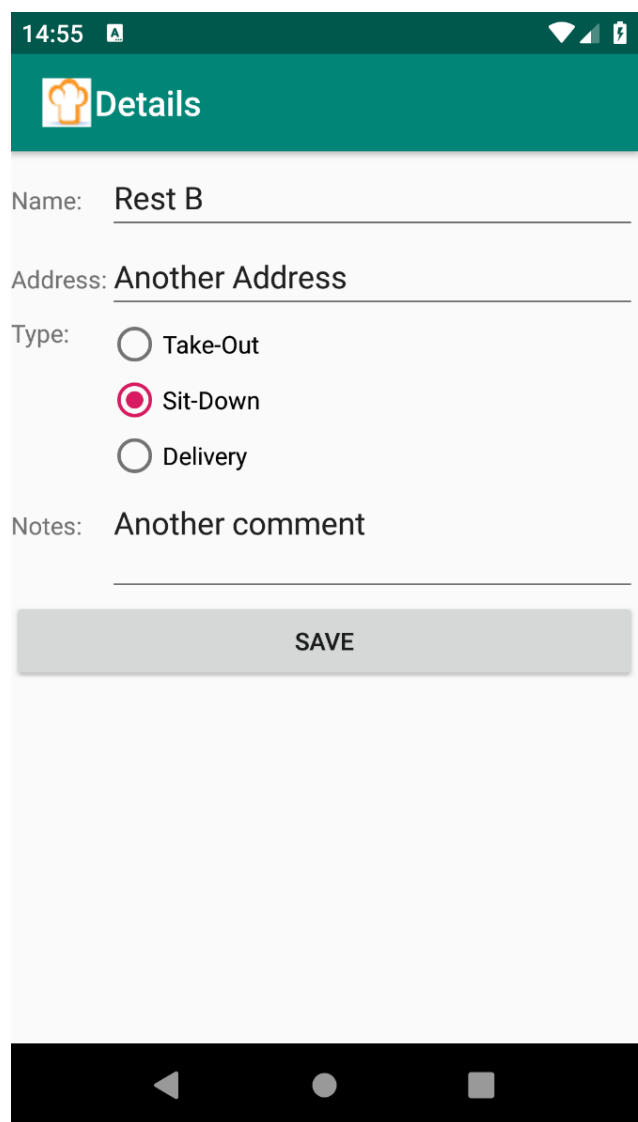 14:55
Details
Name: Rest B
Address: Another Address
Type: Take-Out
Sit-Down
Delivery
Notes: Another comment
SAVE